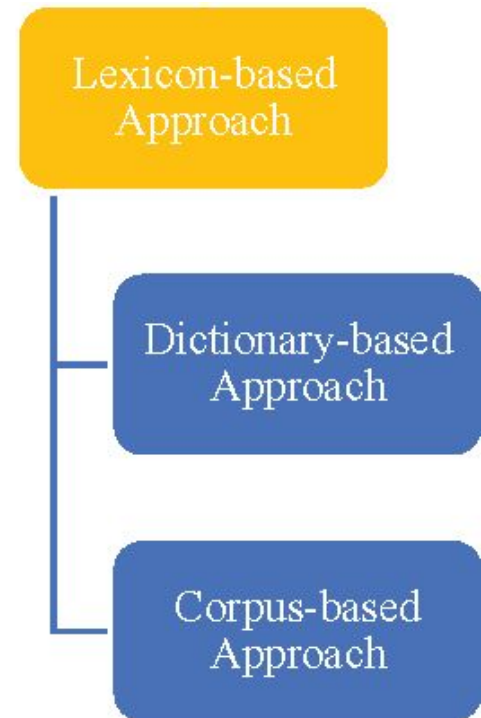 Lexicon-based
Approach
Dictionary-based
Approach
Corpus-based
Approach